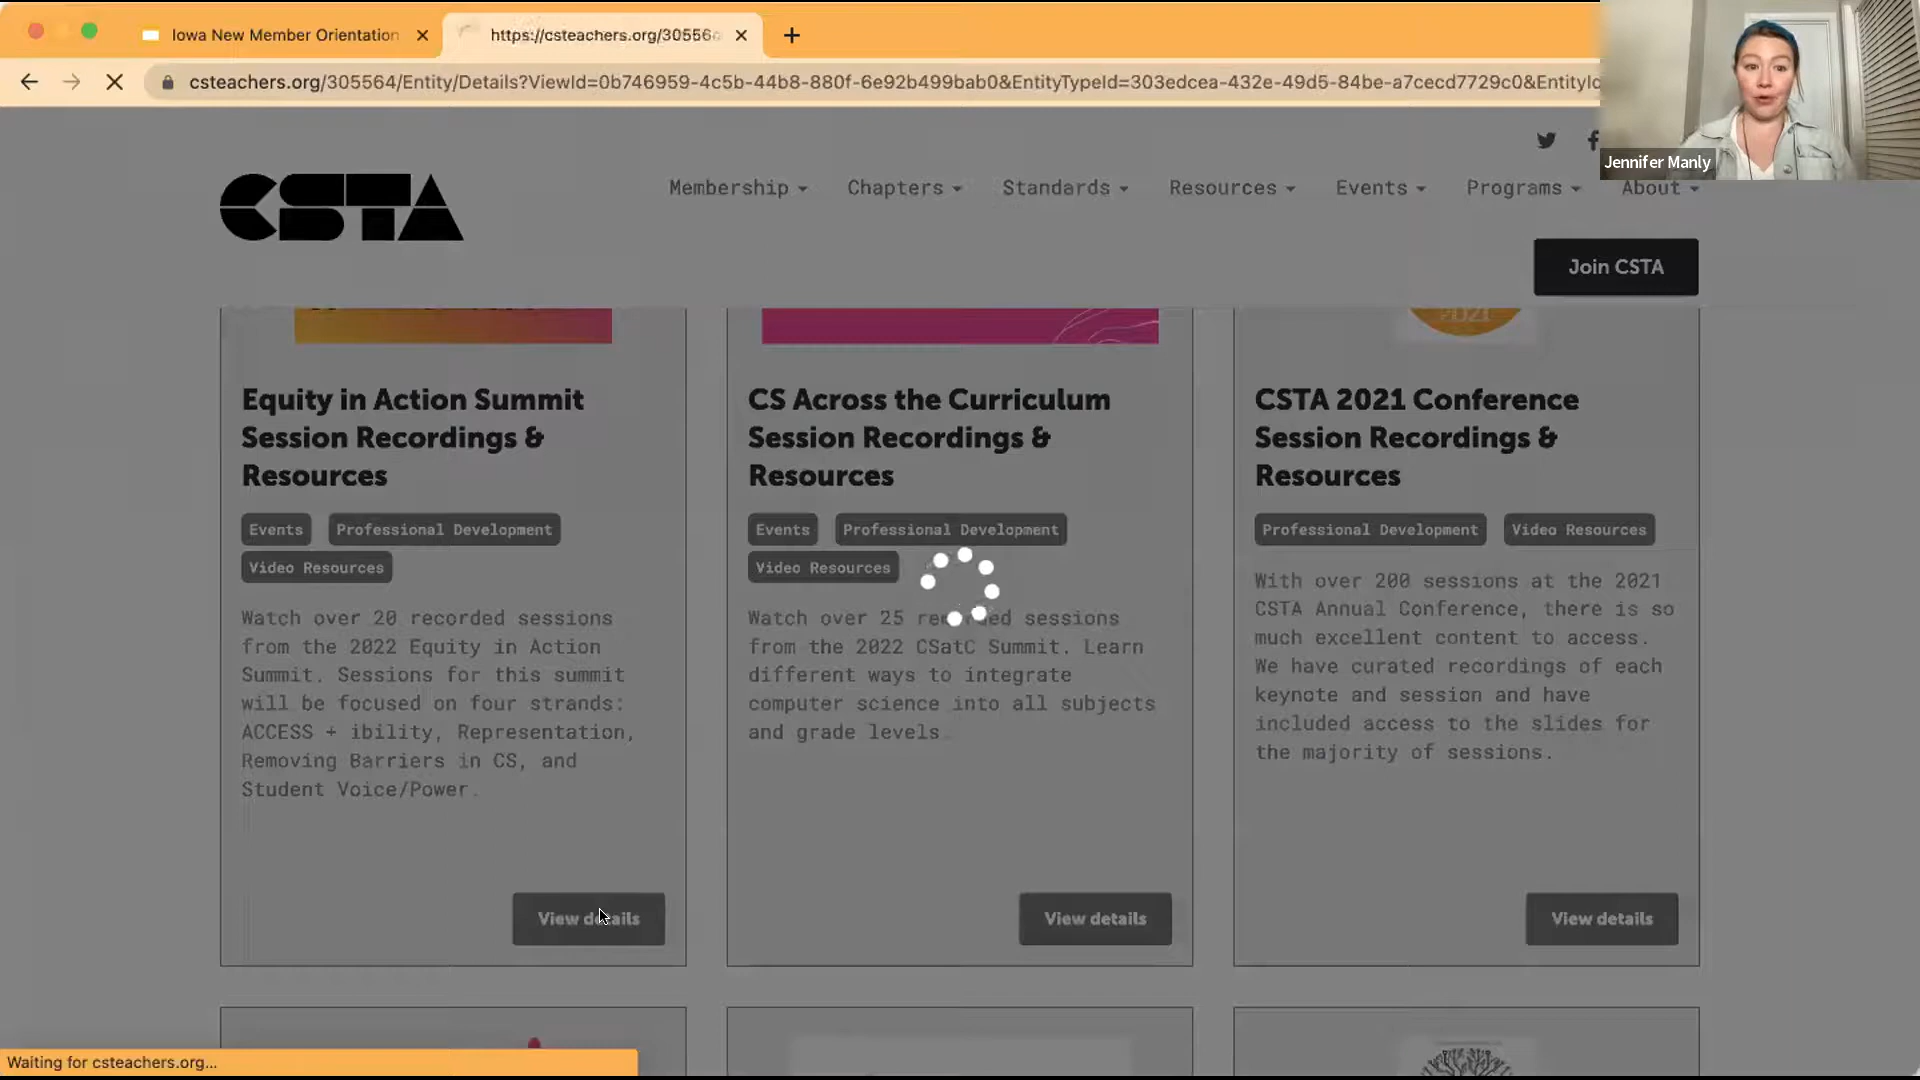 Iowa New Member Orientation
https://csteachers.org/30556
csteachers.org/305564/Entity/Details?ViewId=0b746959-4c5b-44b8-880f-6e92b499bab0&EntityTypeId=303edcea-432e-49d5-84be-a7cecd7729c0&EntityI
Jennifer Manly
CSTA
Membership
Chapters
Standards
Resources
Events
Programs
About
Join CSTA
2021
Equity in Action Summit
Session Recordings &
Resources
Events
Professional Development
Video Resources
Watch over 20 recorded sessions
from the 2022 Equity in Action
Summit. Sessions for this summit
will be focused on four strands:
ACCESS + ibility, Representation,
Removing Barriers in CS, and
Student Voice/Power.
View details
CS Across the Curriculum
Session Recordings &
Resources
Events
Professional Development
Video Resources
Watch over 25 recorded sessions
from the 2022 CSatC Summit. Learn
different ways to integrate
computer science into all subjects
and grade levels.
View details
CSTA 2021 Conference
Session Recordings &
Resources
Professional Development
Video Resources
With over 200 sessions at the 2021
CSTA Annual Conference, there is so
much excellent content to access.
We have curated recordings of each
keynote and session and have
included access to the slides for
the majority of sessions.
View details
Waiting for csteachers.org...